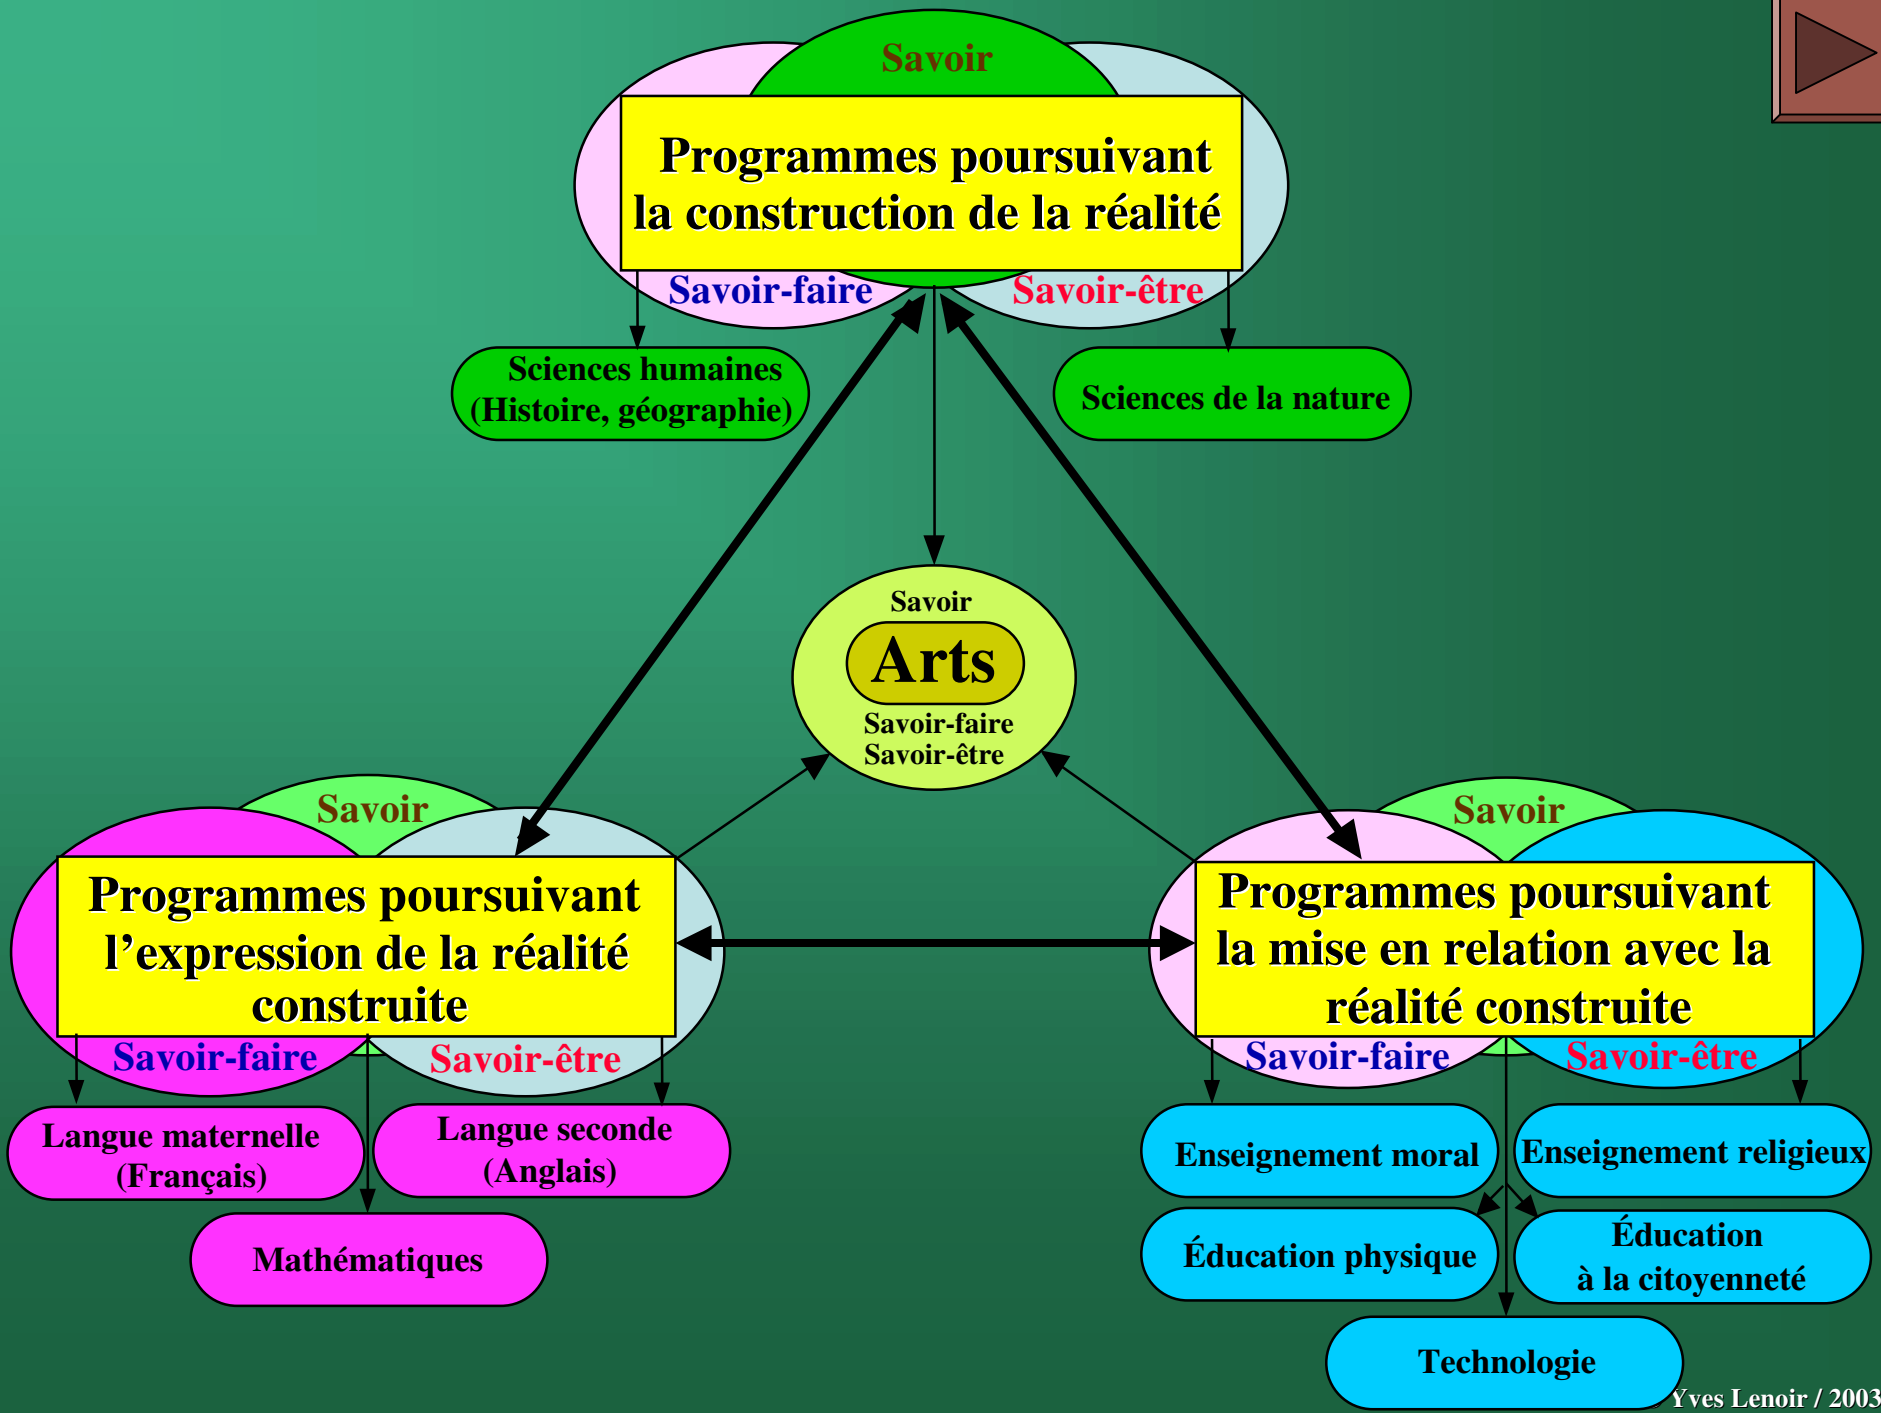 Savoir
Programmes poursuivant
la construction de la réalité
Savoir-faire
Savoir-être
Sciences humaines
(Histoire, géographie)
Sciences de la nature
Savoir
Arts
Savoir-faire
Savoir-être
Savoir
Programmes poursuivant
l’expression de la réalité
construite
Savoir-faire
Savoir-être
Langue maternelle
(Français)
Langue seconde
(Anglais)
Mathématiques
Savoir
Programmes poursuivant
la mise en relation avec la
réalité construite
Savoir-faire
Savoir-être
Enseignement moral
Enseignement religieux
Éducation physique
Éducation
à la citoyenneté
Technologie
Yves Lenoir / 2003